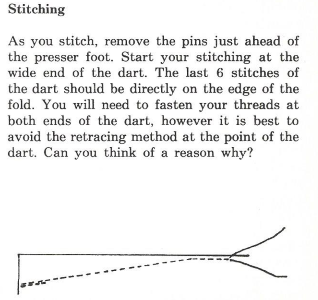 Stitching
As you stitch, remove the pins just ahead of
the presser foot. Start your stitching at the
wide end of the dart. The last 6 stitches of
the dart should be directly on the edge of the
fold. You will need to fasten your threads at
both ends of the dart, however it is best to
avoid the retracing method at the point of the
dart. Can you think of a reason why?